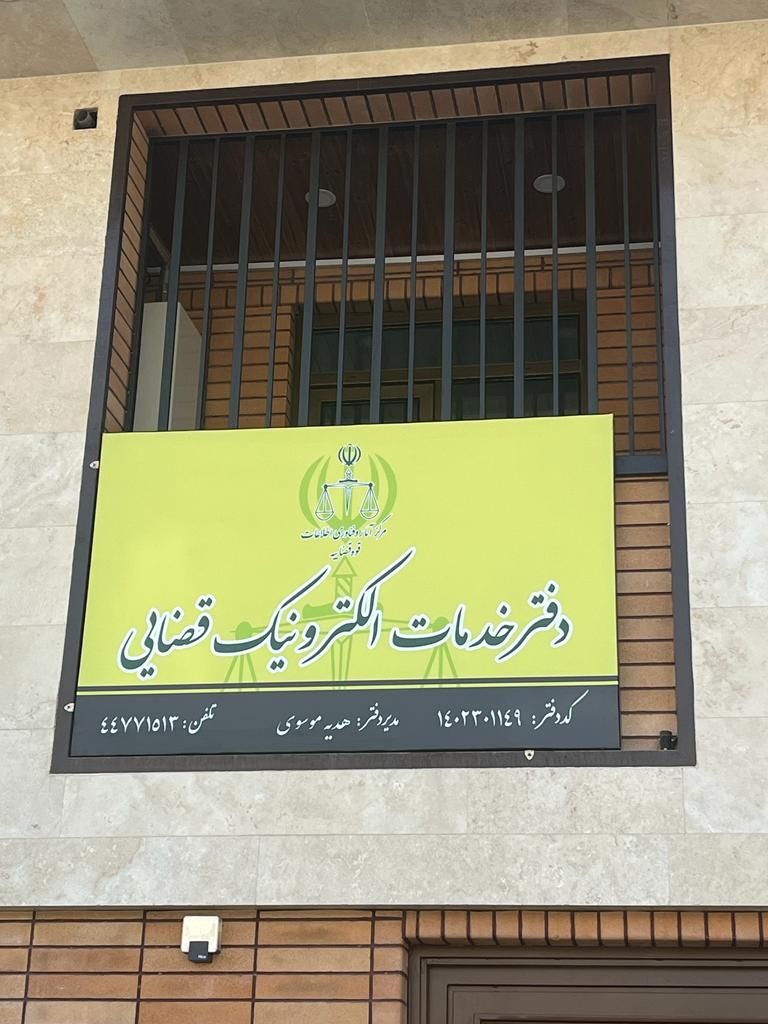 مرکز آمار و فناوری اطلاعات
قوه قضاییه
دفتر خدمات الکترونیک قضایی
کد دفتر: ۱۴۰۲۳۰۱۱۴۹ مدیر دفتر: هدیه موسوی تلفن: ۴۴۷۷۱۵۱۳